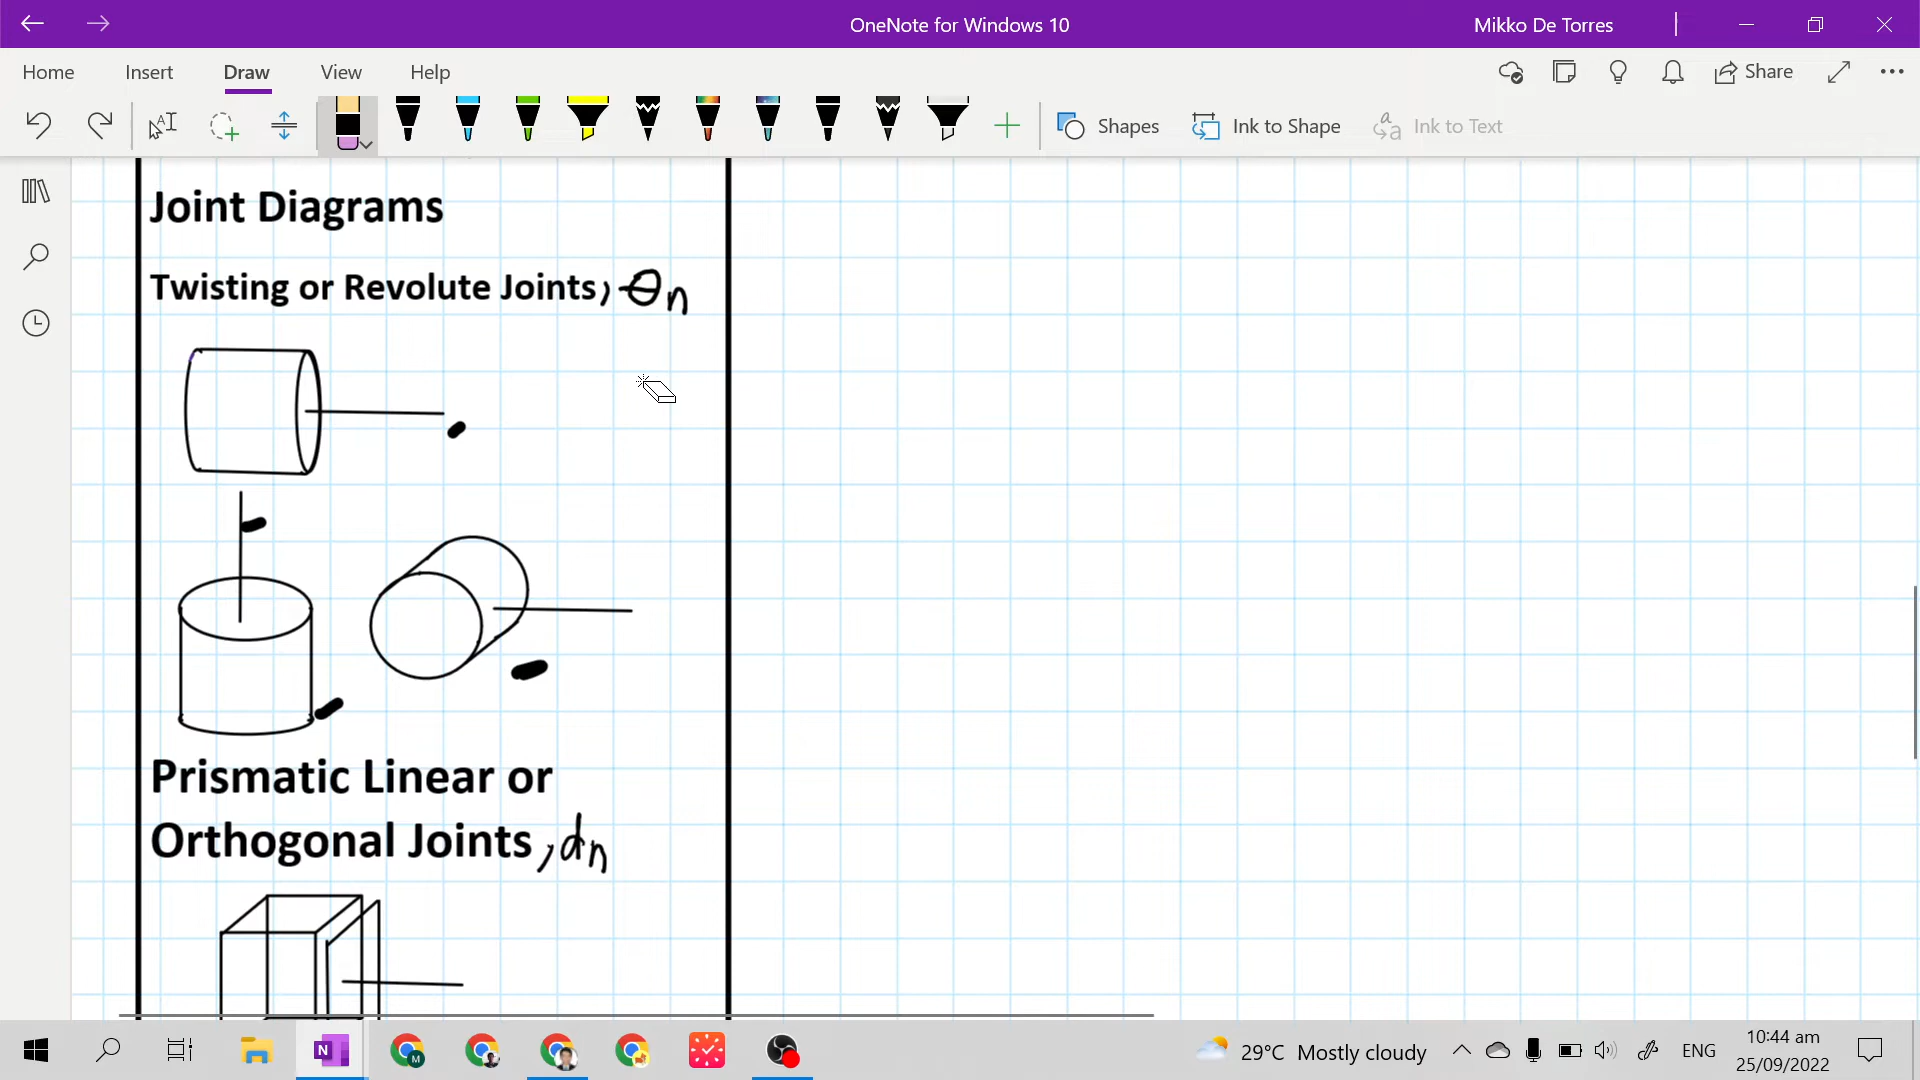 OneNote for Windows 10
Mikko De Torres
Home Insert Draw View Help
Share
Shapes
Ink to Shape
Ink to Text
Joint Diagrams
Twisting or Revolute Joints, θn
Prismatic Linear or
Orthogonal Joints, dn
29°C Mostly cloudy
ENG
10:44 am
25/09/2022